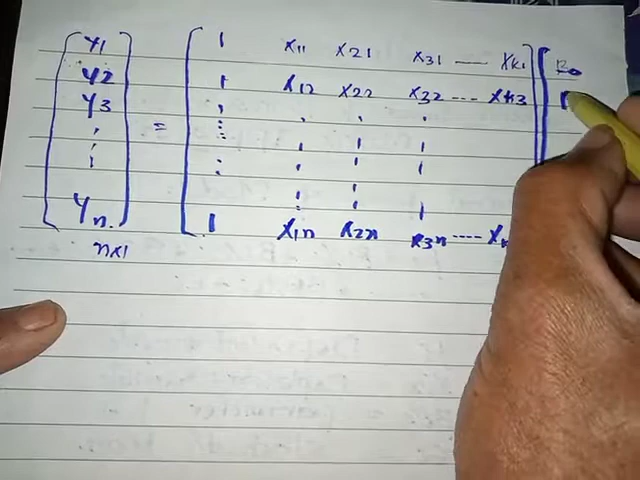 y1 1 x11 x21 x31 ---- xk1 B0
y2 1 x12 x22 x32 ---- xk3
y3
=
yn 1 x1n x2n x3n ----
nx1